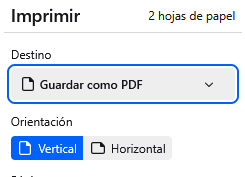 Imprimir 2 hojas de papel
Destino
Guardar como PDF
Orientación
Vertical Horizontal